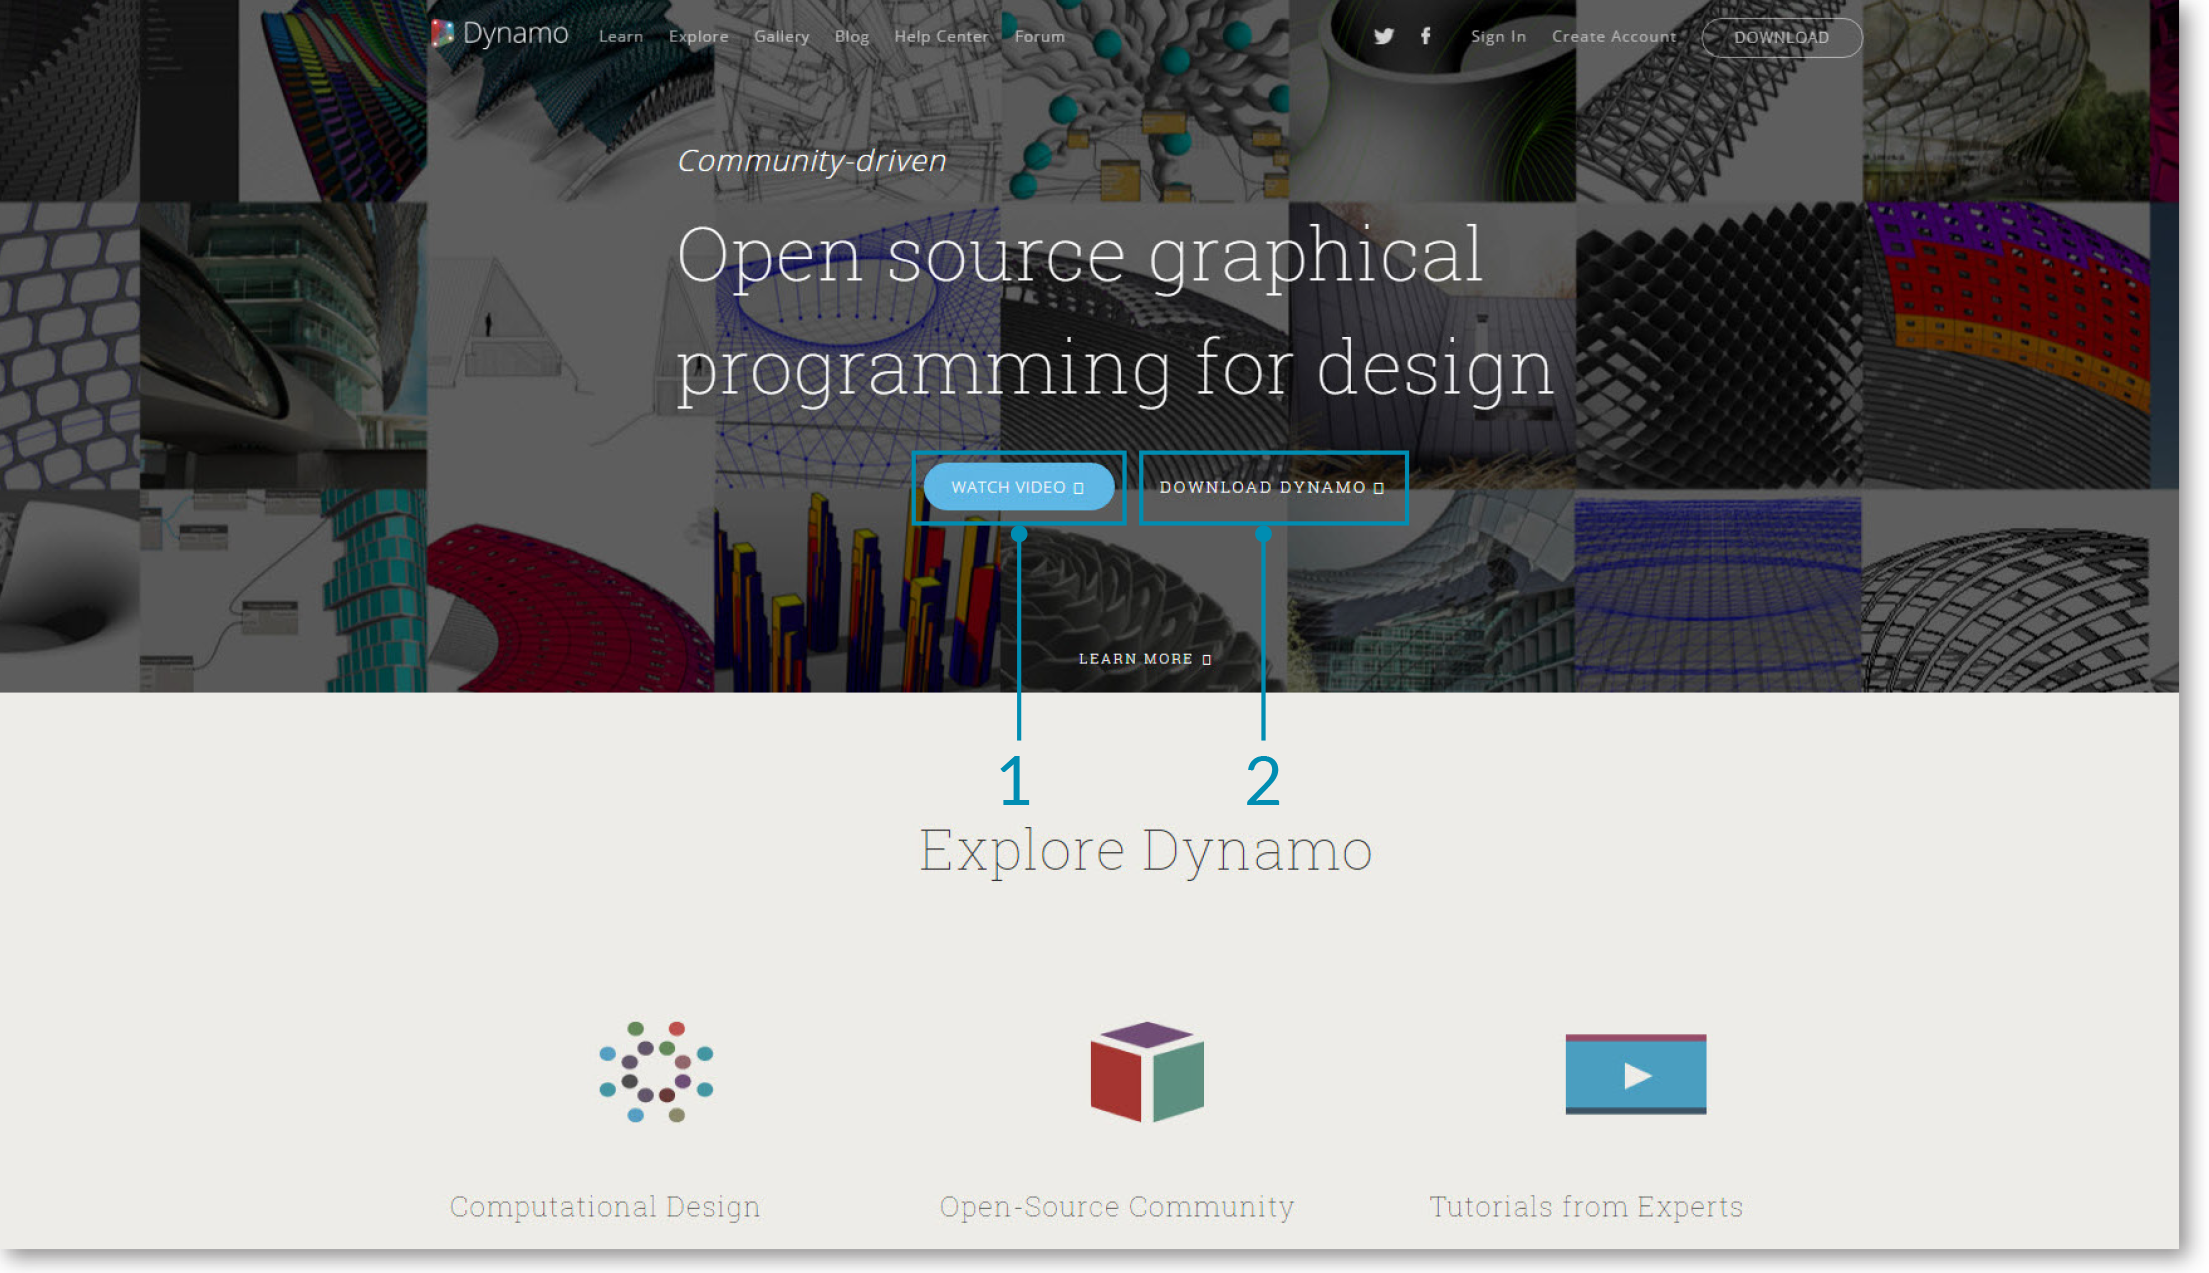 Dynamo Learn Explore Gallery Blog Help Center Forum Sign In Create Account DOWNLOAD
Community-driven
Open source graphical
programming for design
WATCH VIDEO DOWNLOAD DYNAMO
LEARN MORE
1 2
Explore Dynamo
Computational Design Open-Source Community Tutorials from Experts